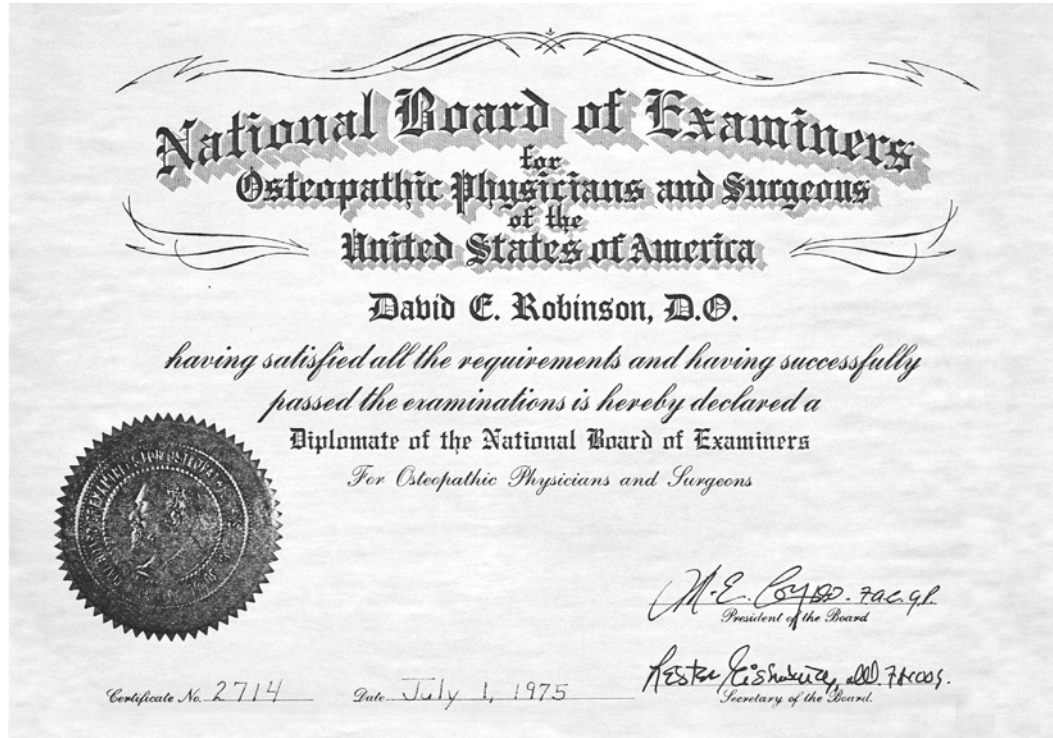 National Board of Examiners
for
Osteopathic Physicians and Surgeons
of the
United States of America
David E. Robinson, D.O.
having satisfied all the requirements and having successfully
passed the examinations is hereby declared a
Diplomate of the National Board of Examiners
For Osteopathic Physicians and Surgeons
M. E.
President of the Board
Secretary of the Board.
Certificate No. 2714 Date July 1, 1975